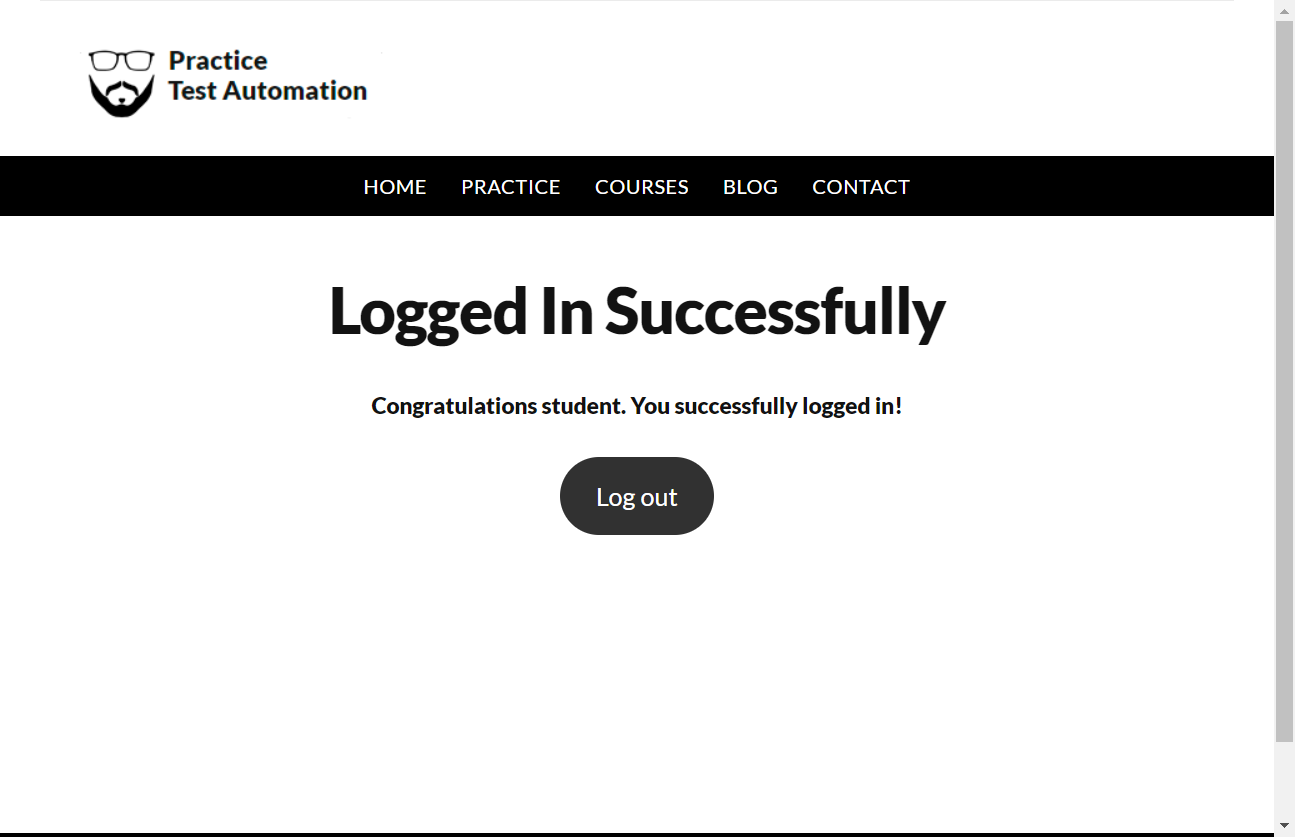 Practice
Test Automation
HOME PRACTICE COURSES BLOG CONTACT
Logged In Successfully
Congratulations student. You successfully logged in!
Log out